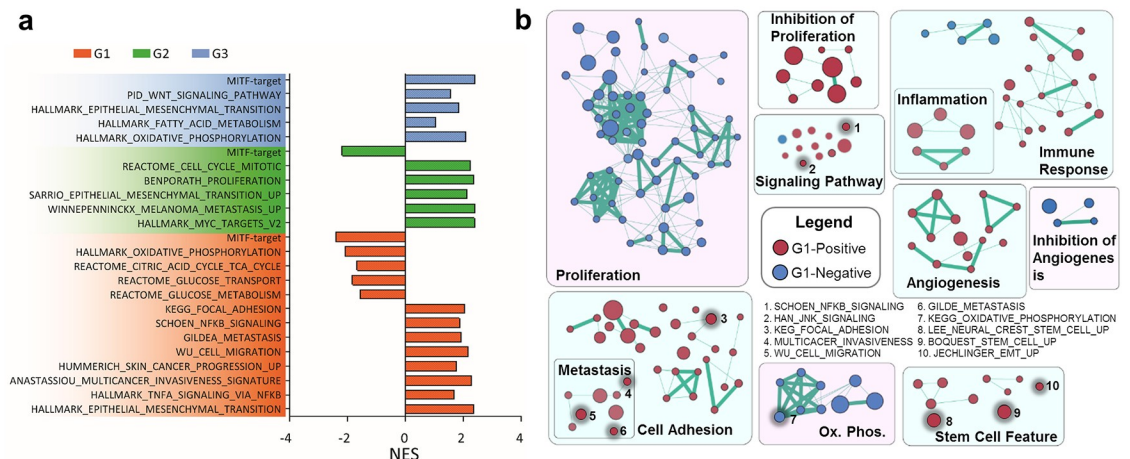 a
G1 G2 G3
MITF-target
PID_WNT_SIGNALING_PATHWAY
HALLMARK_EPITHELIAL_MESENCHYMAL_TRANSITION
HALLMARK_FATTY_ACID_METABOLISM
HALLMARK_OXIDATIVE_PHOSPHORYLATION
MITF-target
REACTOME_CELL_CYCLE_MITOTIC
BENPORATH_PROLIFERATION
SARRIO_EPITHELIAL_MESENCHYMAL_TRANSITION_UP
WINNEPENNINCKX_MELANOMA_METASTASIS_UP
HALLMARK_MYC_TARGETS_V2
MITF-target
HALLMARK_OXIDATIVE_PHOSPHORYLATION
REACTOME_CITRIC_ACID_CYCLE_TCA_CYCLE
REACTOME_GLUCOSE_TRANSPORT
REACTOME_GLUCOSE_METABOLISM
KEGG_FOCAL_ADHESION
SCHOEN_NFKB_SIGNALING
GILDEA_METASTASIS
WU_CELL_MIGRATION
HUMMERICH_SKIN_CANCER_PROGRESSION_UP
ANASTASSIOU_MULTICANCER_INVASIVENESS_SIGNATURE
HALLMARK_TNFA_SIGNALING_VIA_NFKB
HALLMARK_EPITHELIAL_MESENCHYMAL_TRANSITION
-4 -2 0 2 4
NES
b
Proliferation
Inhibition of
Proliferation
1
2
Signaling Pathway
Legend
G1-Positive
G1-Negative
Inflammation
Immune
Response
Angiogenesis
Inhibition of
Angiogenes
is
1. SCHOEN_NFKB_SIGNALING
2. HAN_JNK_SIGNALING
3. KEG_FOCAL_ADHESION
4. MULTICACER_INVASIVENESS
5. WU_CELL_MIGRATION
6. GILDE_METASTASIS
7. KEGG_OXIDATIVE_PHOSPHORYLATION
8. LEE_NEURAL_CREST_STEM_CELL_UP
9. BOQUEST_STEM_CELL_UP
10. JECHLINGER_EMT_UP
3
Metastasis
4
5
6
Cell Adhesion
7
Ox. Phos.
10
9
8
Stem Cell Feature